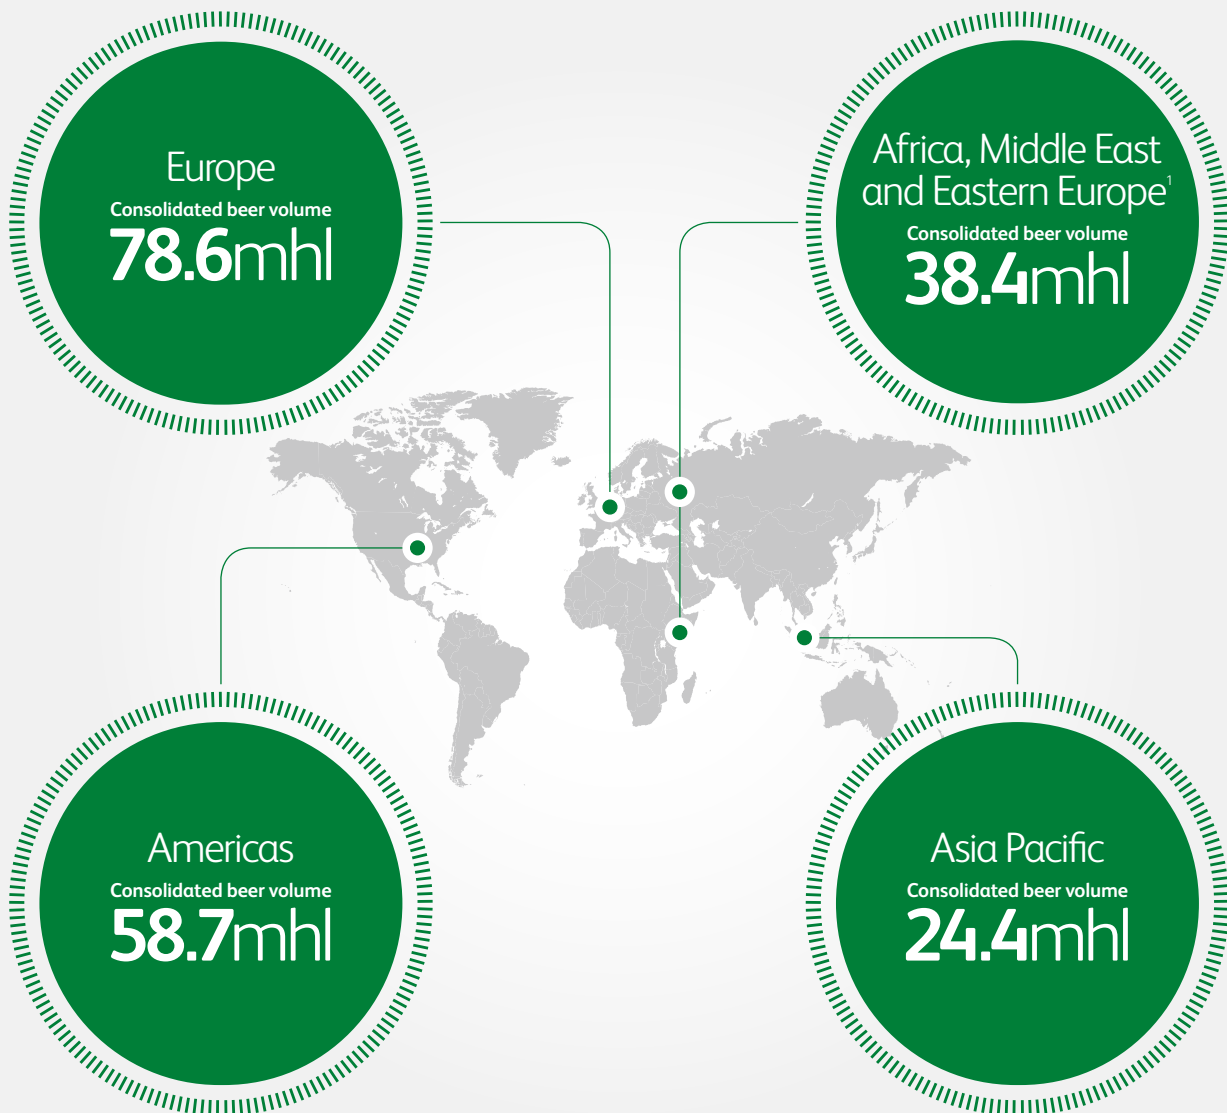 Europe
Consolidated beer volume
78.6mhl
Africa, Middle East
and Eastern Europe¹
Consolidated beer volume
38.4mhl
Americas
Consolidated beer volume
58.7mhl
Asia Pacific
Consolidated beer volume
24.4mhl